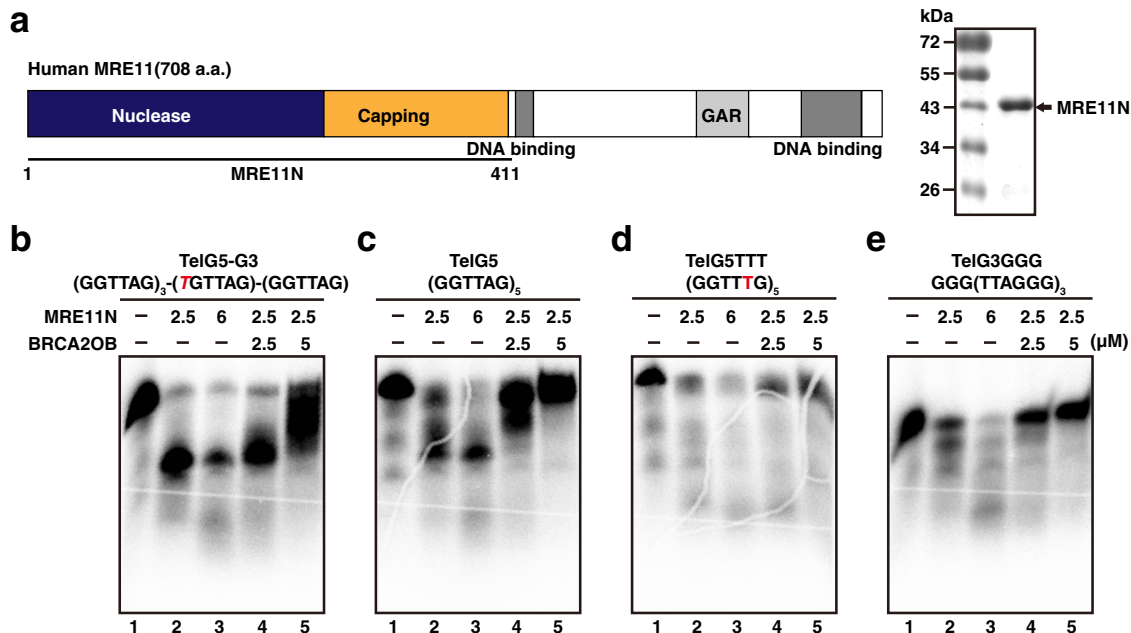 a
Human MRE11(708 a.a.)
Nuclease
Capping
GAR
DNA binding
DNA binding
1
MRE11N
411
kDa
72
55
43
34
26
MRE11N
b
TelG5-G3
(GGTTAG)3-(TGTTAG)-(GGTTAG)
MRE11N – 2.5 6 2.5 2.5
BRCA2OB – – – 2.5 5
1 2 3 4 5
c
TelG5
(GGTTAG)5
– 2.5 6 2.5 2.5
– – – 2.5 5
1 2 3 4 5
d
TelG5TTT
(GGTTTG)5
– 2.5 6 2.5 2.5
– – – 2.5 5
1 2 3 4 5
e
TelG3GGG
GGG(TTAGGG)3
– 2.5 6 2.5 2.5
– – – 2.5 5 (µM)
1 2 3 4 5